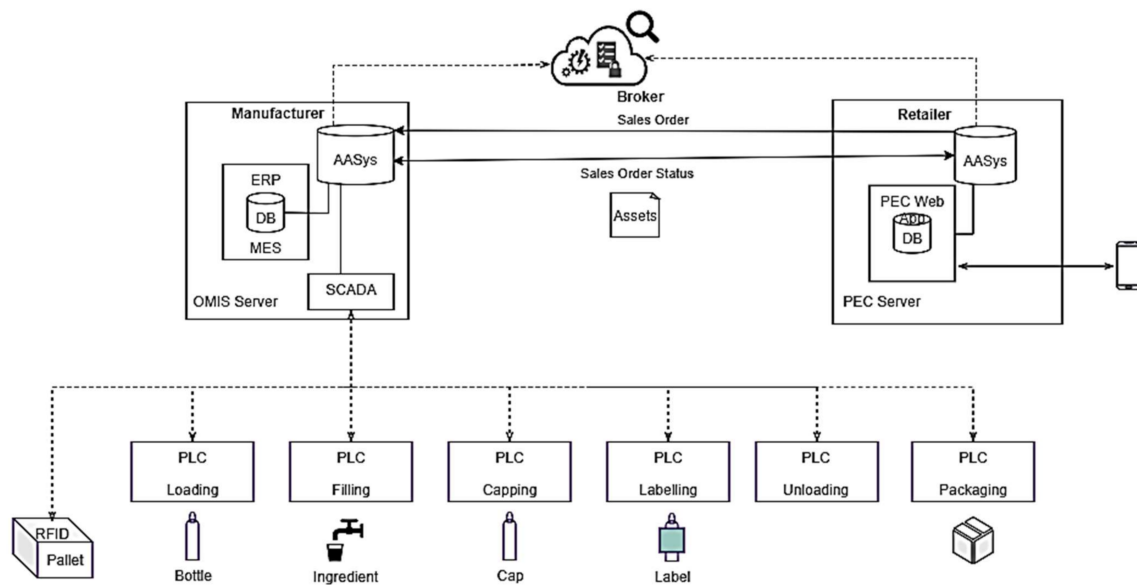 Broker
Manufacturer
Sales Order
Retailer
AASys
AASys
ERP
DB
MES
Sales Order Status
Assets
PEC Web
App
DB
SCADA
OMIS Server
PEC Server
PLC
Loading
PLC
Filling
PLC
Capping
PLC
Labelling
PLC
Unloading
PLC
Packaging
RFID
Pallet
Bottle
Ingredient
Cap
Label